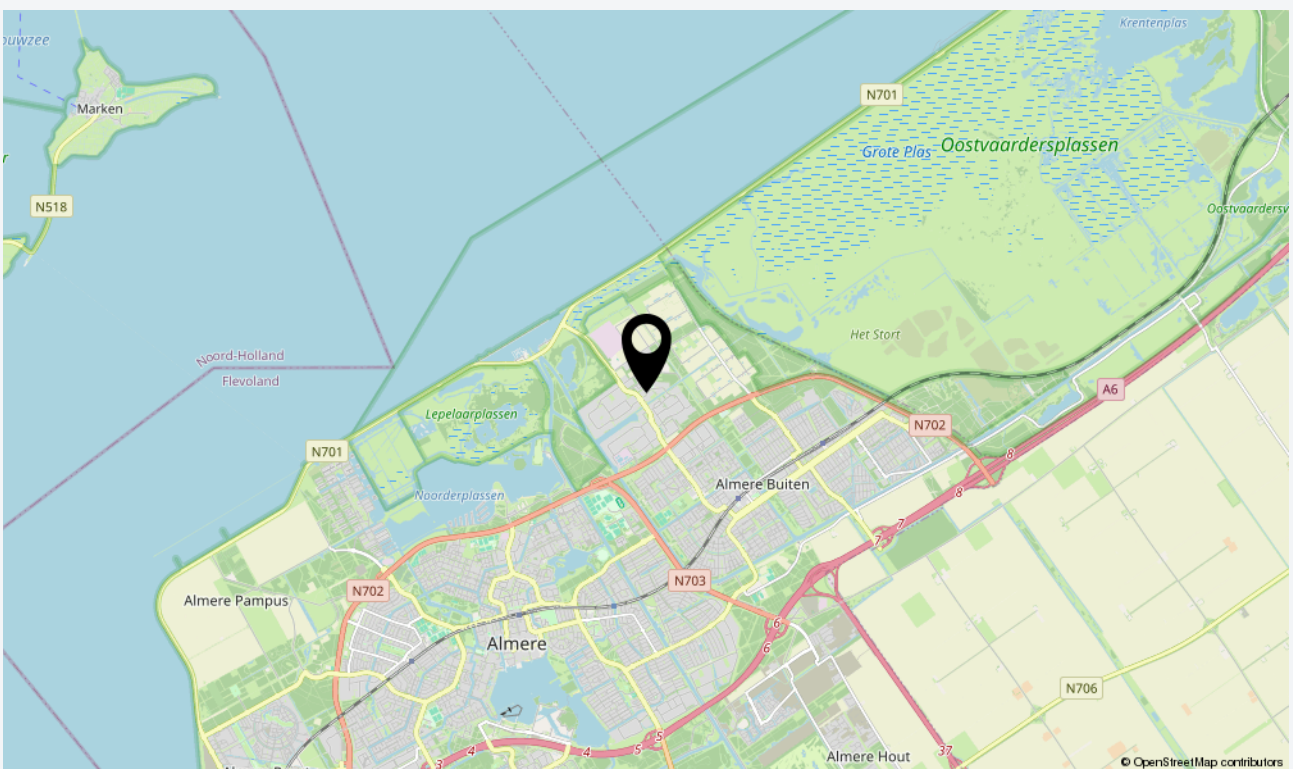 Krentenplas
ouwzee
N701
Marken
Grote Plas
Oostvaardersplassen
r
N518
Oostvaardersv
Het Stort
Noord-Holland
Flevoland
A6
Lepelaarplassen
N702
N701
8
Almere Buiten
8
Noorderplassen
7
7
N703
N702
Almere Pampus
6
6
Almere
N706
5
5
4
4
37
3
Almere Hout
© OpenStreetMap contributors